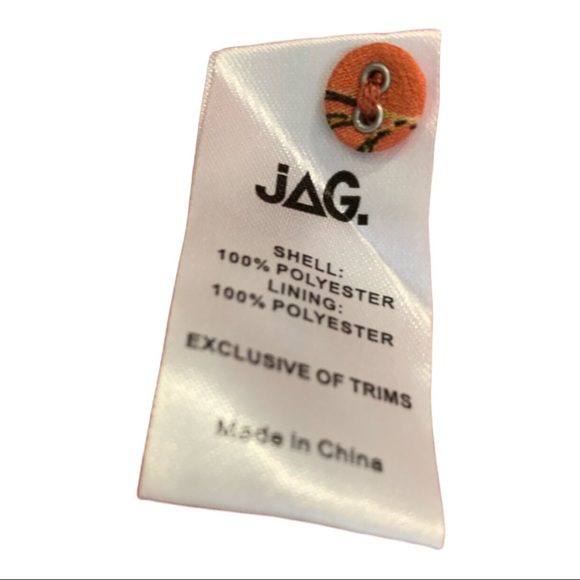 JAG.
SHELL:
100% POLYESTER
LINING:
100% POLYESTER
EXCLUSIVE OF TRIMS
Made in China